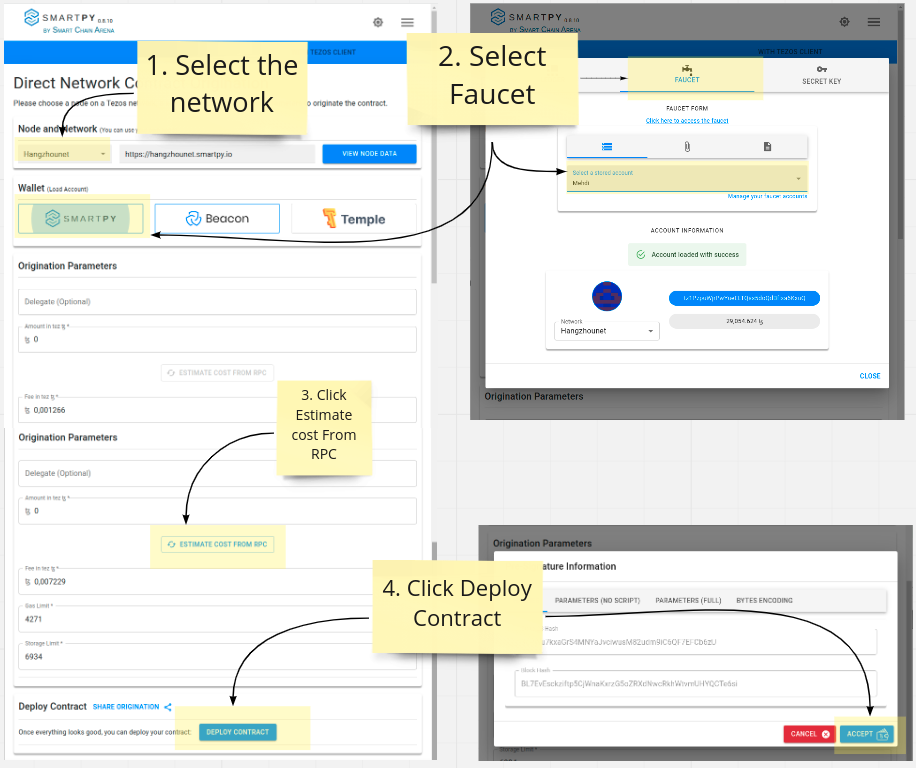 SMARTPY 0.8.10
BY SMART CHAIN ARENA
TEZOS CLIENT
1. Select the
network
Direct Network
Please choose a node on a Tezos
o originate the contract.
Node and Network (You can use
Hangzhounet
https://hangzhounet.smartpy.io
VIEW NODE DATA
Wallet (Load Account)
SMARTPY
Beacon
Temple
Origination Parameters
Delegate (Optional)
Amount in tez ꜩ *
ꜩ 0
ESTIMATE COST FROM RPC
Fee in tez ꜩ *
ꜩ 0,001266
3. Click
Estimate
cost From
RPC
Origination Parameters
Delegate (Optional)
Amount in tez ꜩ *
ꜩ 0
ESTIMATE COST FROM RPC
Fee in tez ꜩ *
ꜩ 0,007229
Gas Limit *
4271
Storage Limit *
6934
Deploy Contract SHARE ORIGINATION
Once everything looks good, you can deploy your contract:
DEPLOY CONTRACT
SMARTPY 0.8.10
BY SMART CHAIN ARENA
WITH TEZOS CLIENT
2. Select
Faucet
FAUCET
SECRET KEY
FAUCET FORM
Click here to access the faucet
Select a stored account
Mehdi
Manage your faucet accounts
ACCOUNT INFORMATION
Account loaded with success
Network
Hangzhounet
29,054.624 ꜩ
CLOSE
Origination Parameters
4. Click Deploy
Contract
Origination Parameters
ature Information
PARAMETERS (NO SCRIPT)
PARAMETERS (FULL)
BYTES ENCODING
Hash
Block Hash
CANCEL
ACCEPT
Storage Limit *
6934